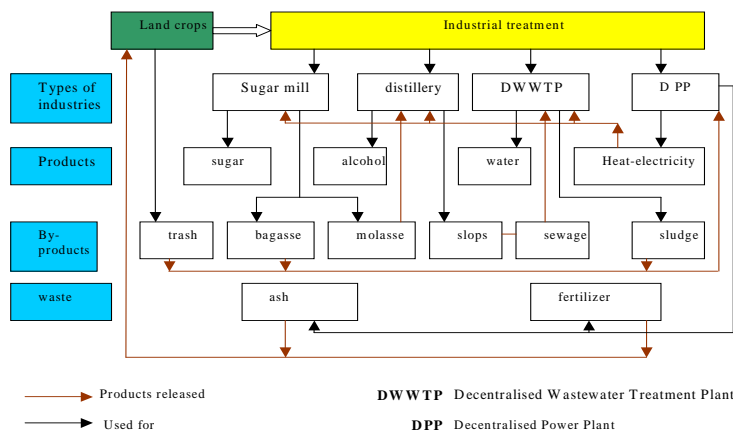 Land crops
Industrial treatment
Types of
industries
Sugar mill
distillery
DWWTP
D PP
Products
sugar
alcohol
water
Heat-electricity
By-
products
trash
bagasse
molasse
slops
sewage
sludge
waste
ash
fertilizer
Products released
DWWTP Decentralised Wastewater Treatment Plant
Used for
DPP Decentralised Power Plant